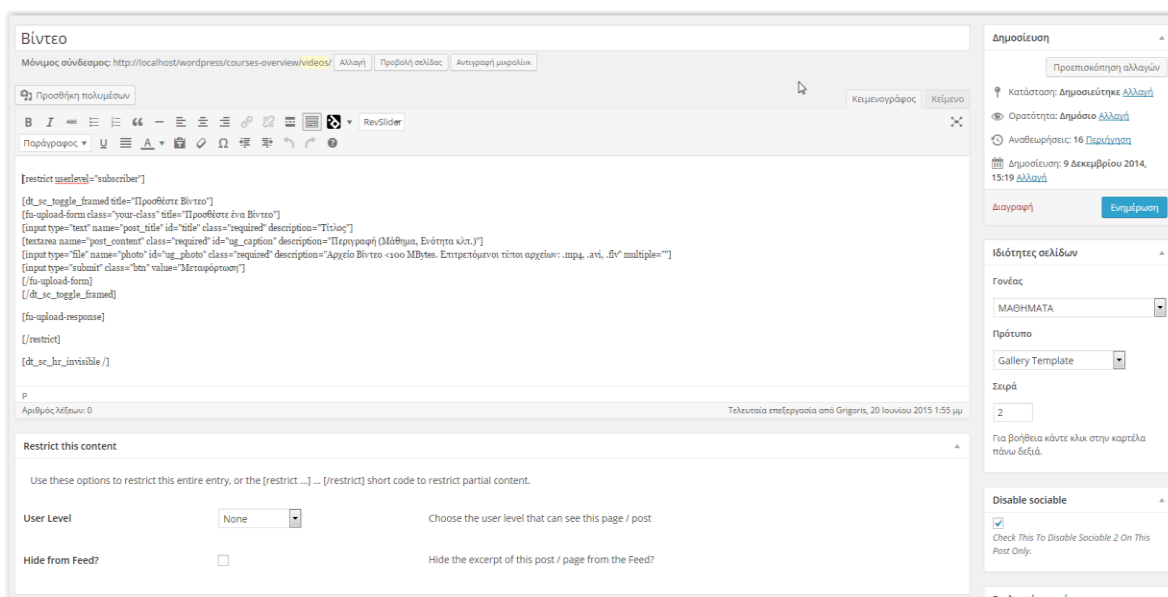 Βίντεο
Μόνιμος σύνδεσμος: http://localhost/wordpress/courses-overview/videos/ Αλλαγή Προβολή σελίδας Αντιγραφή μικρολίνκ
Προσθήκη πολυμέσων
Κειμενογράφος Κείμενο
B I ABC RevSlider
Παράγραφος U A Ω
[restrict userlevel="subscriber"]
[dt_sc_toggle_framed title="Προσθέστε Βίντεο"]
[fu-upload-form class="your-class" title="Προσθέστε ένα Βίντεο"]
[input type="text" name="post_title" id="title" class="required" description="Τίτλος"]
[textarea name="post_content" class="required" id="ug_caption" description="Περιγραφή (Μάθημα, Ενότητα κλτ.)"]
[input type="file" name="photo" id="ug_photo" class="required" description="Αρχείο Βίντεο <100 MBytes. Επιτρεπόμενοι τύποι αρχείων: .mp4, .avi, .flv" multiple=""]
[input type="submit" class="btn" value="Μεταφόρτωση"]
[/fu-upload-form]
[/dt_sc_toggle_framed]
[fu-upload-response]
[/restrict]
[dt_sc_hr_invisible /]
p
Αριθμός λέξεων: 0
Τελευταία επεξεργασία από Grigoris, 20 Ιουνίου 2015 1:55 μμ
Restrict this content
Use these options to restrict this entire entry, or the [restrict ...] ... [/restrict] short code to restrict partial content.
User Level None Choose the user level that can see this page / post
Hide from Feed? Hide the excerpt of this post / page from the Feed?
Δημοσίευση
Προεπισκόπηση αλλαγών
Κατάσταση: Δημοσιεύτηκε Αλλαγή
Ορατότητα: Δημόσιο Αλλαγή
Αναθεωρήσεις: 16 Περιήγηση
Δημοσίευση: 9 Δεκεμβρίου 2014,
15:19 Αλλαγή
Διαγραφή Ενημέρωση
Ιδιότητες σελίδων
Γονέας
ΜΑΘΗΜΑΤΑ
Πρότυπο
Gallery Template
Σειρά
2
Για βοήθεια κάντε κλικ στην καρτέλα
πάνω δεξιά.
Disable sociable
Check This To Disable Sociable 2 On This
Post Only.